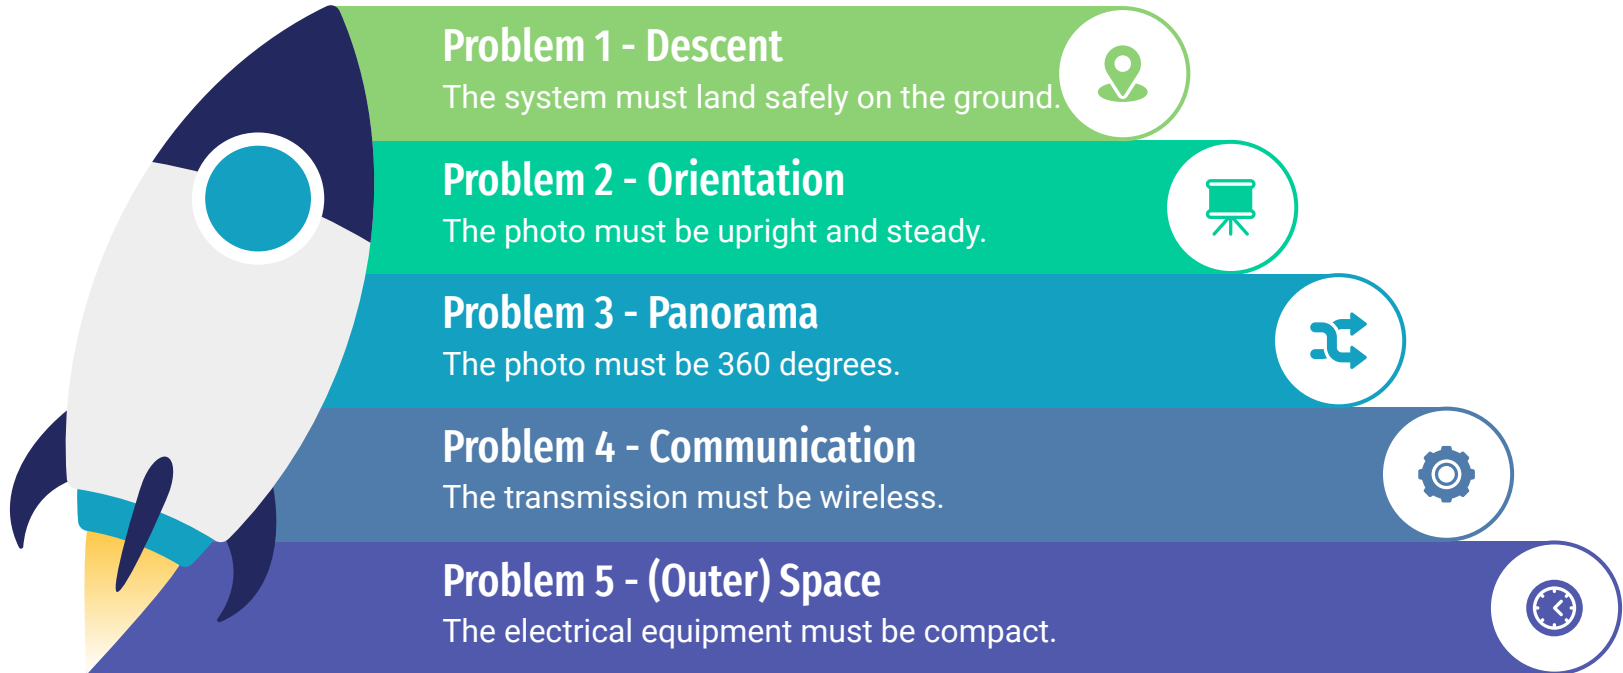 Problem 1 - Descent
The system must land safely on the ground.
Problem 2 - Orientation
The photo must be upright and steady.
Problem 3 - Panorama
The photo must be 360 degrees.
Problem 4 - Communication
The transmission must be wireless.
Problem 5 - (Outer) Space
The electrical equipment must be compact.